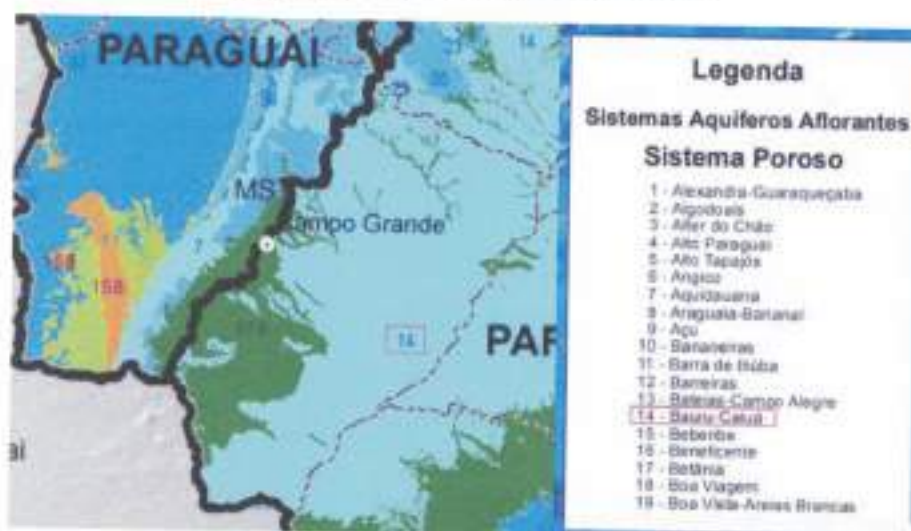 PARAGUAI
MS
Campo Grande
7
14
14
PAR
Legenda
Sistemas Aquíferos Aflorantes
Sistema Poroso
1 - Alexandra-Guaraqueçaba
2 - Algodoais
3 - Alter do Chão
4 - Alto Paraguai
5 - Alto Tapajós
6 - Angico
7 - Aquidauana
8 - Araguaia-Bananal
9 - Açu
10 - Bananeiras
11 - Barra de Itiúba
12 - Barreiras
13 - Bateias-Campo Alegre
14 - Bauru Caiuá
15 - Beberibe
16 - Beneficente
17 - Betânia
18 - Boa Viagem
19 - Boa Vista-Areias Brancas